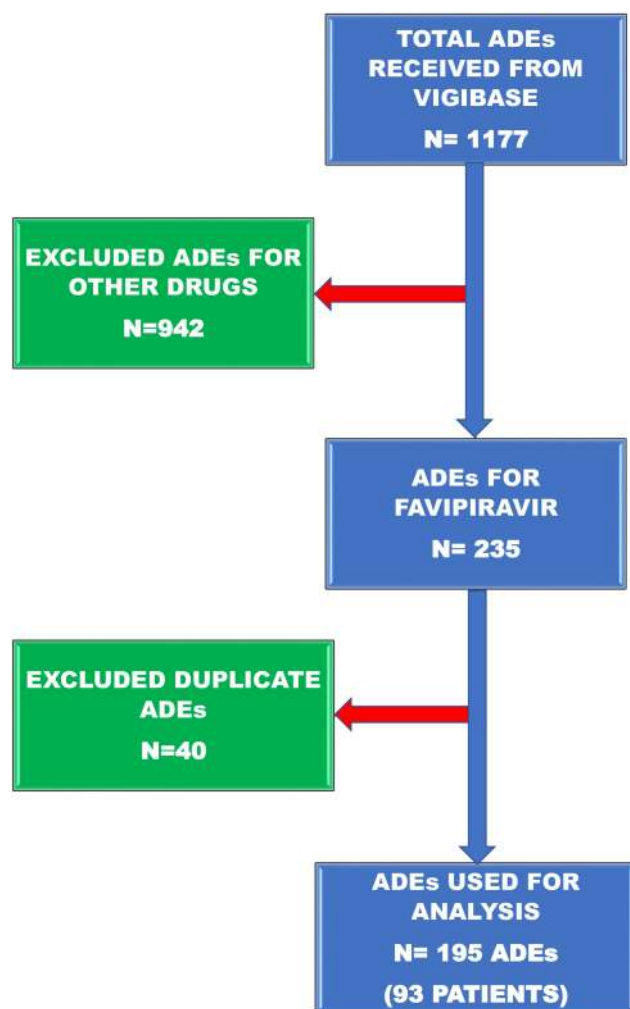 TOTAL ADEs
RECEIVED FROM
VIGIBASE
N= 1177
EXCLUDED ADEs FOR
OTHER DRUGS
N=942
ADEs FOR
FAVIPIRAVIR
N= 235
EXCLUDED DUPLICATE
ADEs
N=40
ADEs USED FOR
ANALYSIS
N= 195 ADEs
(93 PATIENTS)